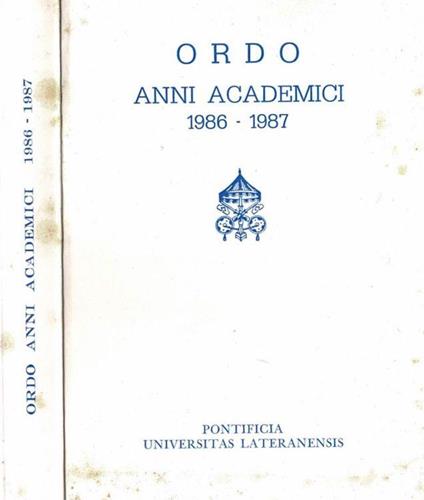 ORDO ANNI ACADEMICI 1986 - 1987
ORDO
ANNI ACADEMICI
1986 - 1987
PONTIFICIA
UNIVERSITAS LATERANENSIS